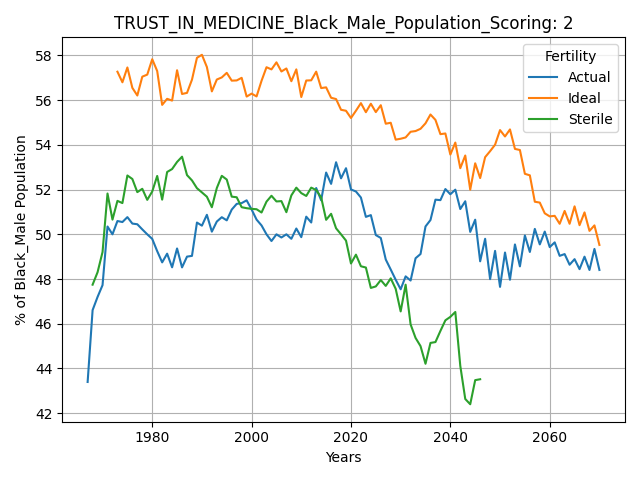 TRUST_IN_MEDICINE_Black_Male_Population_Scoring: 2
Fertility
Actual
Ideal
Sterile
% of Black_Male Population
58
56
54
52
50
48
46
44
42
1980
2000
2020
2040
2060
Years